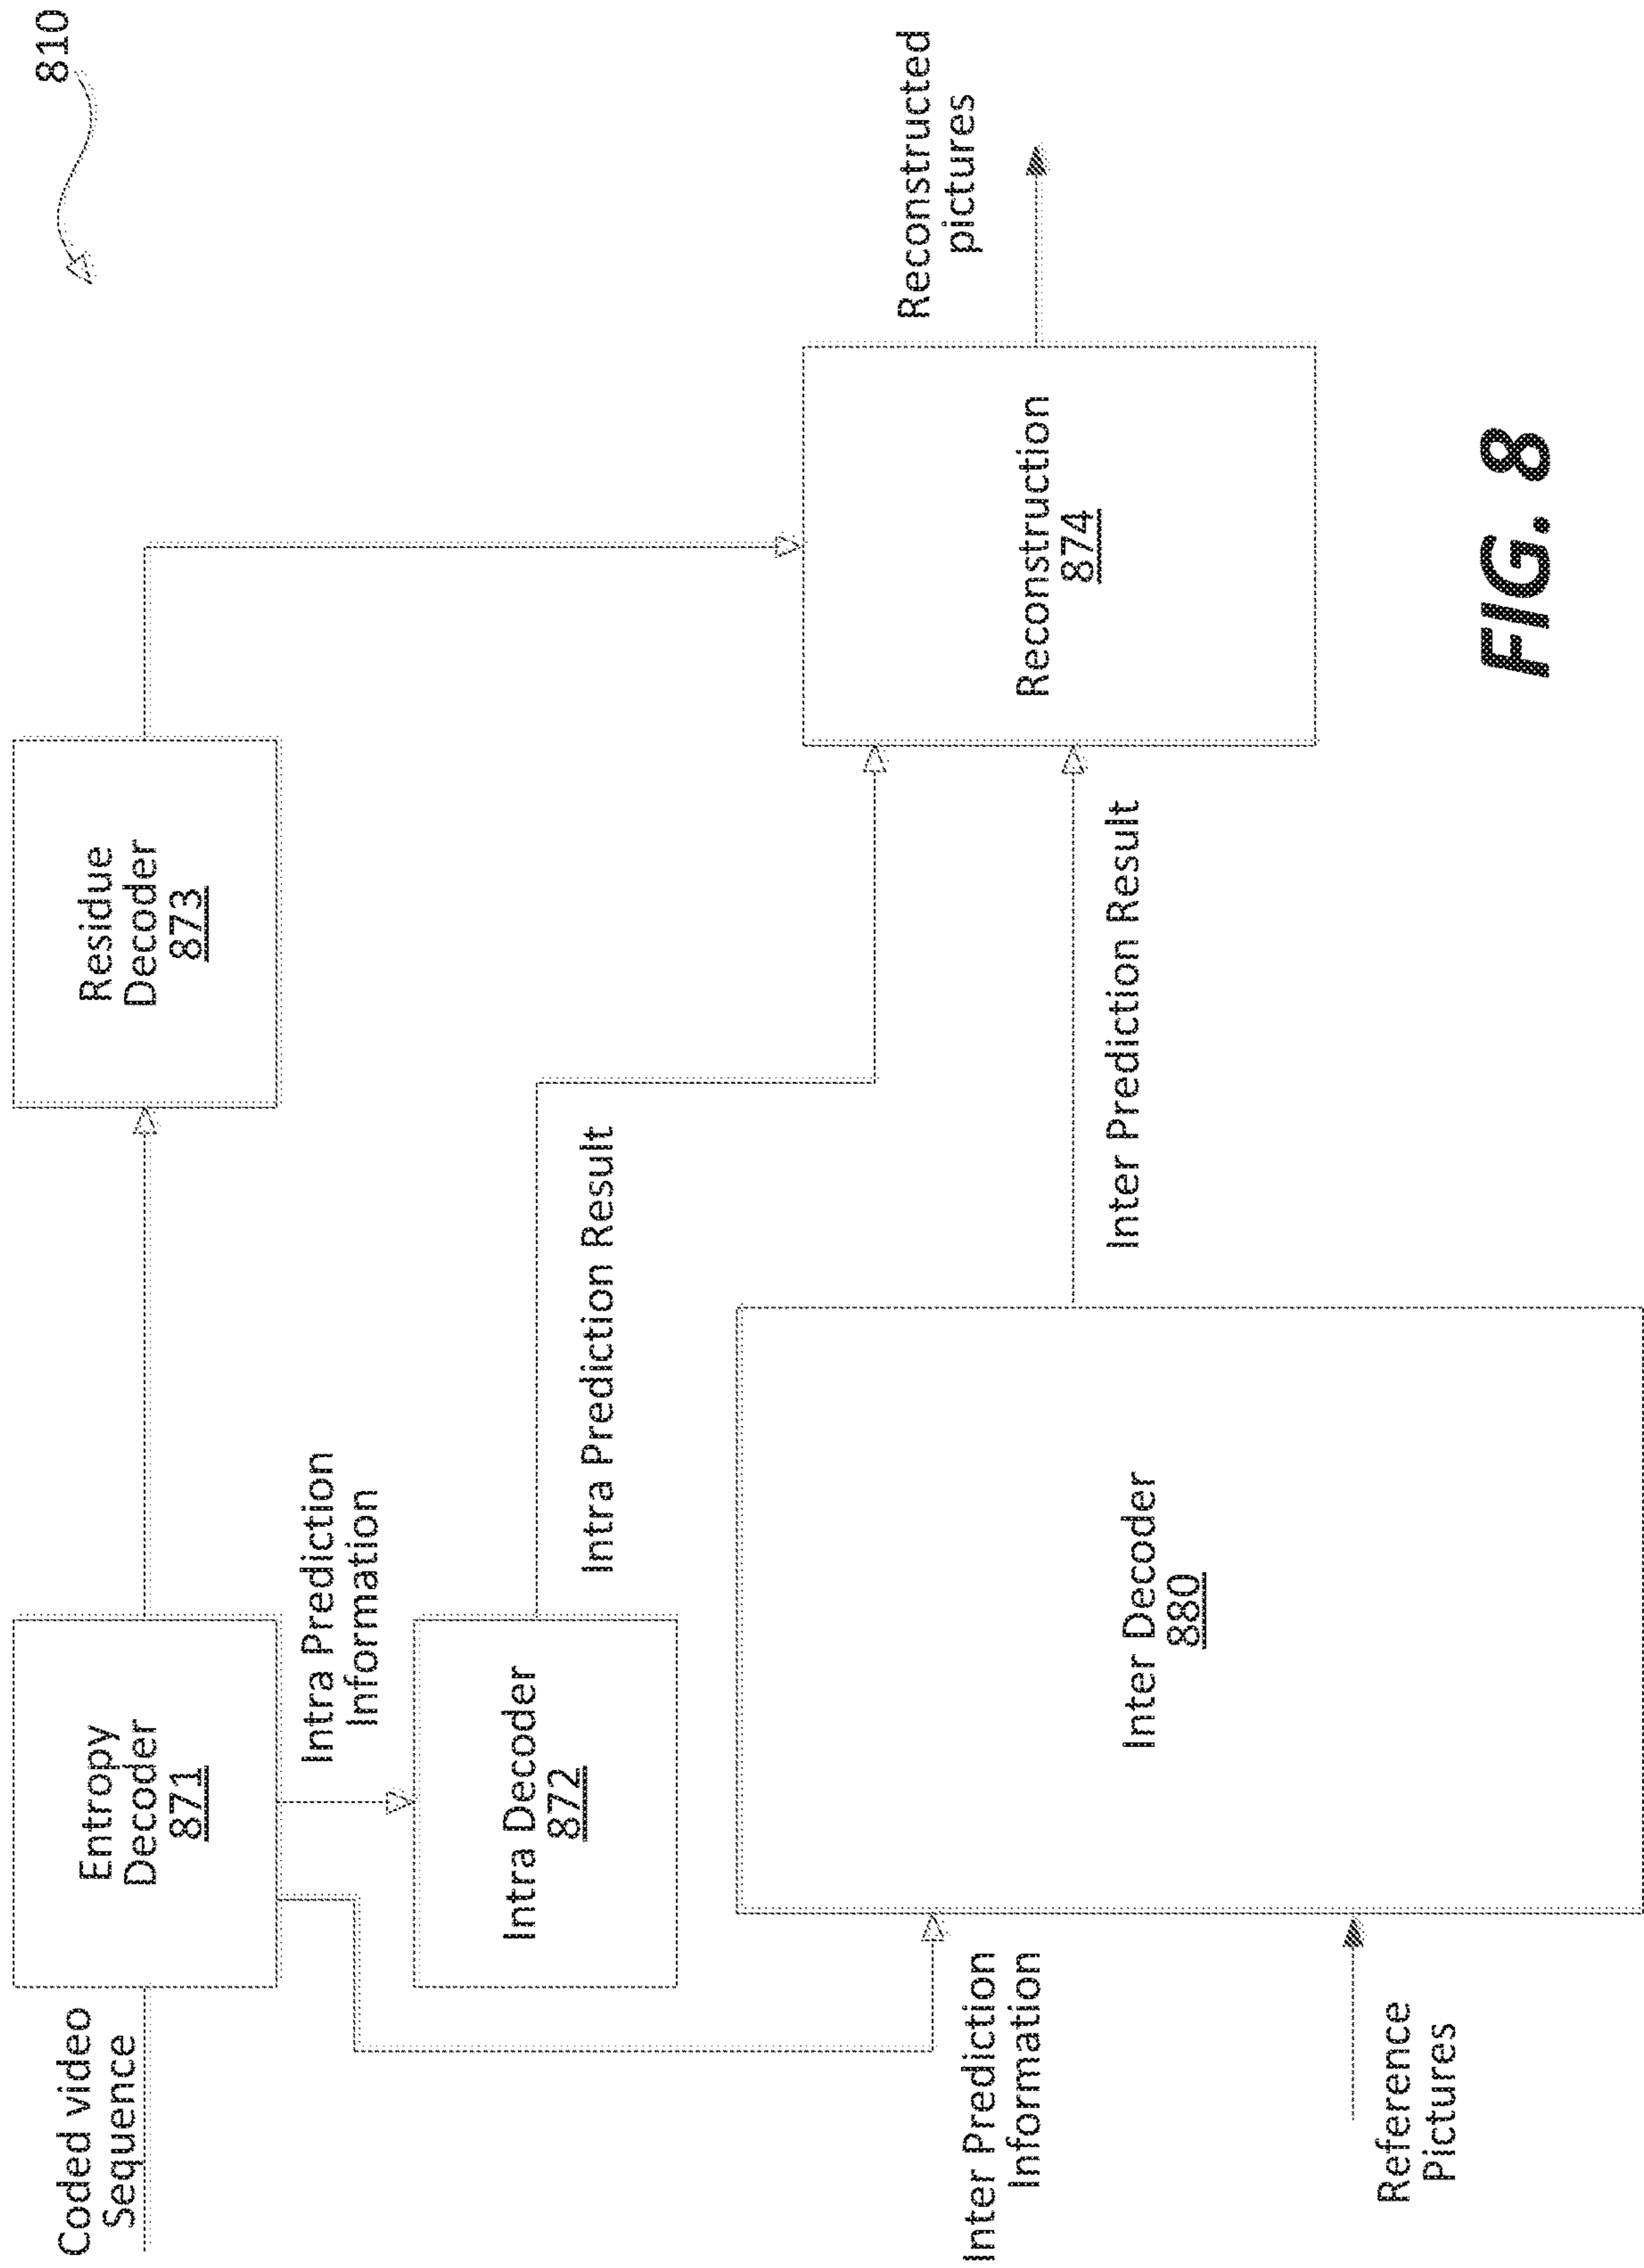 810
Coded video
Sequence
Entropy
Decoder
871
Residue
Decoder
873
Intra Prediction
Information
Intra Decoder
872
Intra Prediction Result
Reconstructed
pictures
Inter Prediction
Information
Inter Decoder
880
Inter Prediction Result
Reconstruction
874
Reference
Pictures
FIG. 8